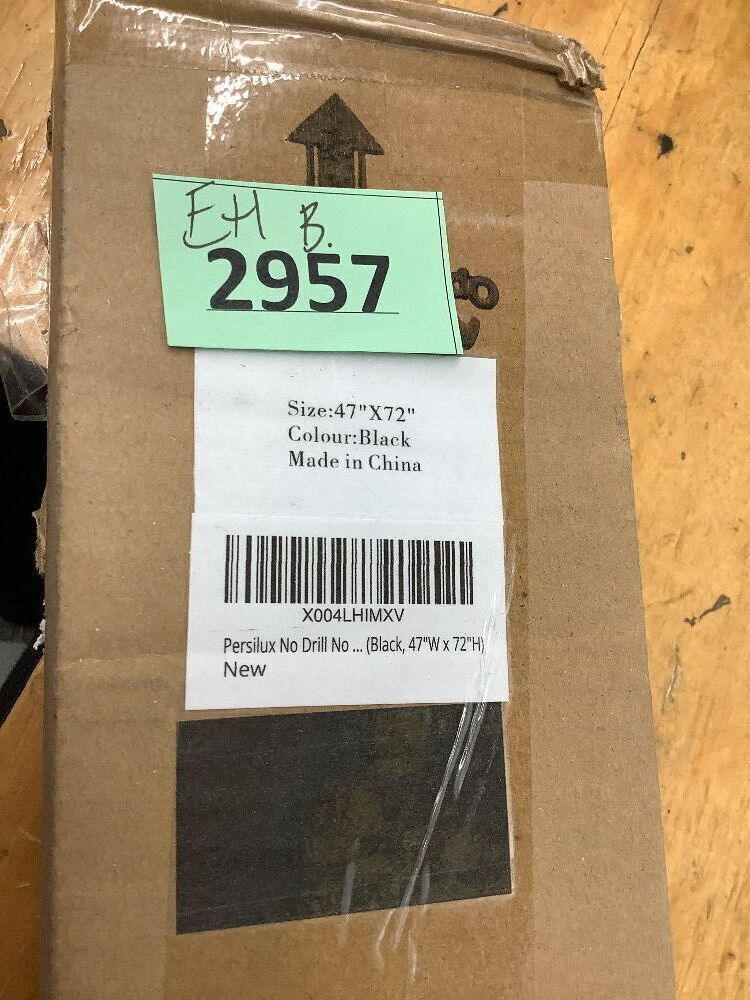 EH B.
2957
Size:47"X72"
Colour:Black
Made in China
X004LHIMXV
Persilux No Drill No ... (Black, 47"W x 72"H)
New